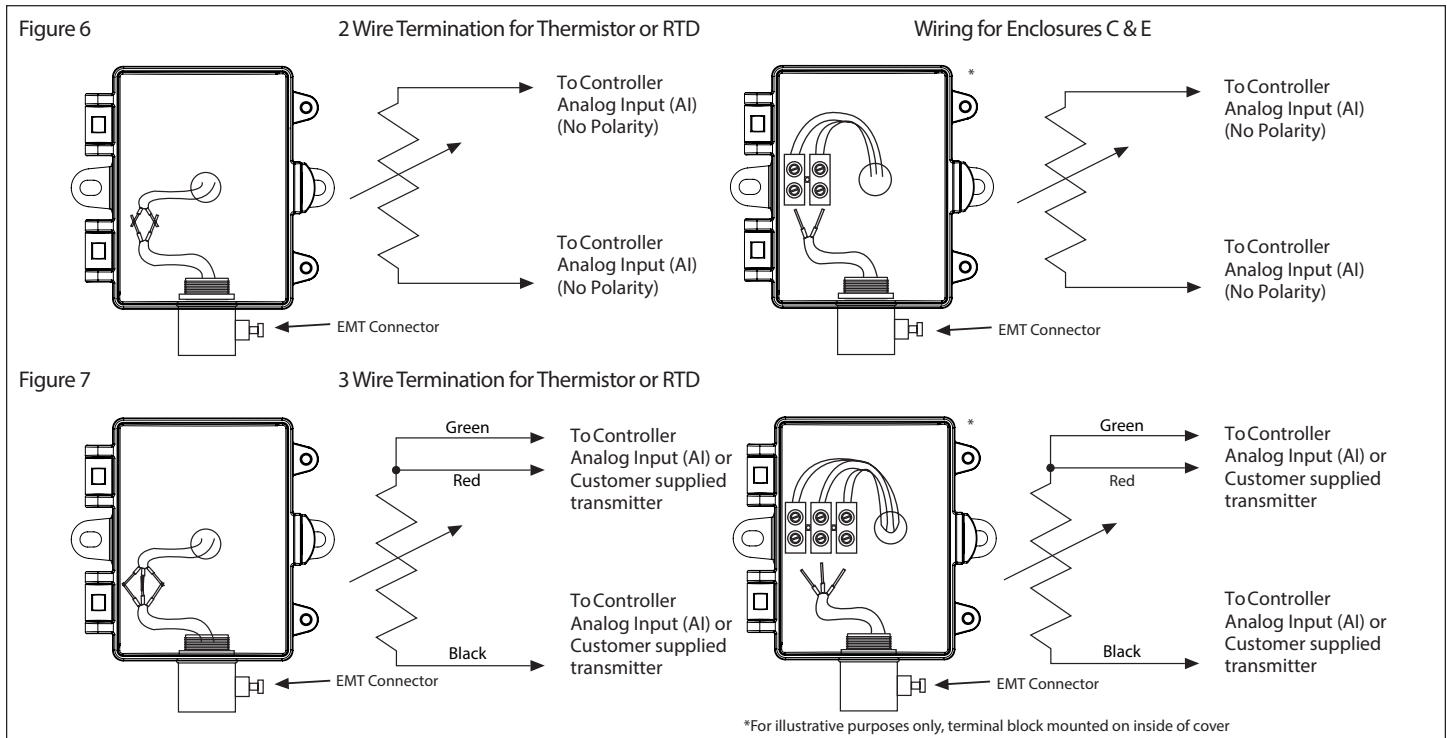 Figure 6
2 Wire Termination for Thermistor or RTD
Wiring for Enclosures C & E
To Controller
Analog Input (AI)
(No Polarity)
To Controller
Analog Input (AI)
(No Polarity)
EMT Connector
*
To Controller
Analog Input (AI)
(No Polarity)
To Controller
Analog Input (AI)
(No Polarity)
EMT Connector
Figure 7
3 Wire Termination for Thermistor or RTD
Green
Red
To Controller
Analog Input (AI) or
Customer supplied
transmitter
To Controller
Analog Input (AI) or
Customer supplied
transmitter
Black
EMT Connector
*
Green
Red
To Controller
Analog Input (AI) or
Customer supplied
transmitter
To Controller
Analog Input (AI) or
Customer supplied
transmitter
Black
EMT Connector
*For illustrative purposes only, terminal block mounted on inside of cover